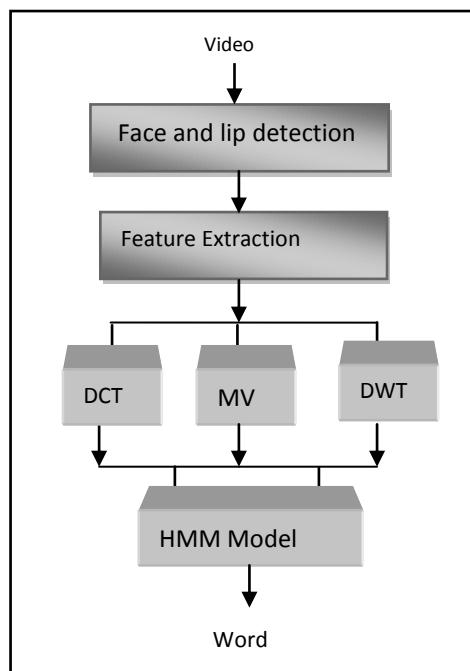 Video
Face and lip detection
Feature Extraction
DCT
MV
DWT
HMM Model
Word